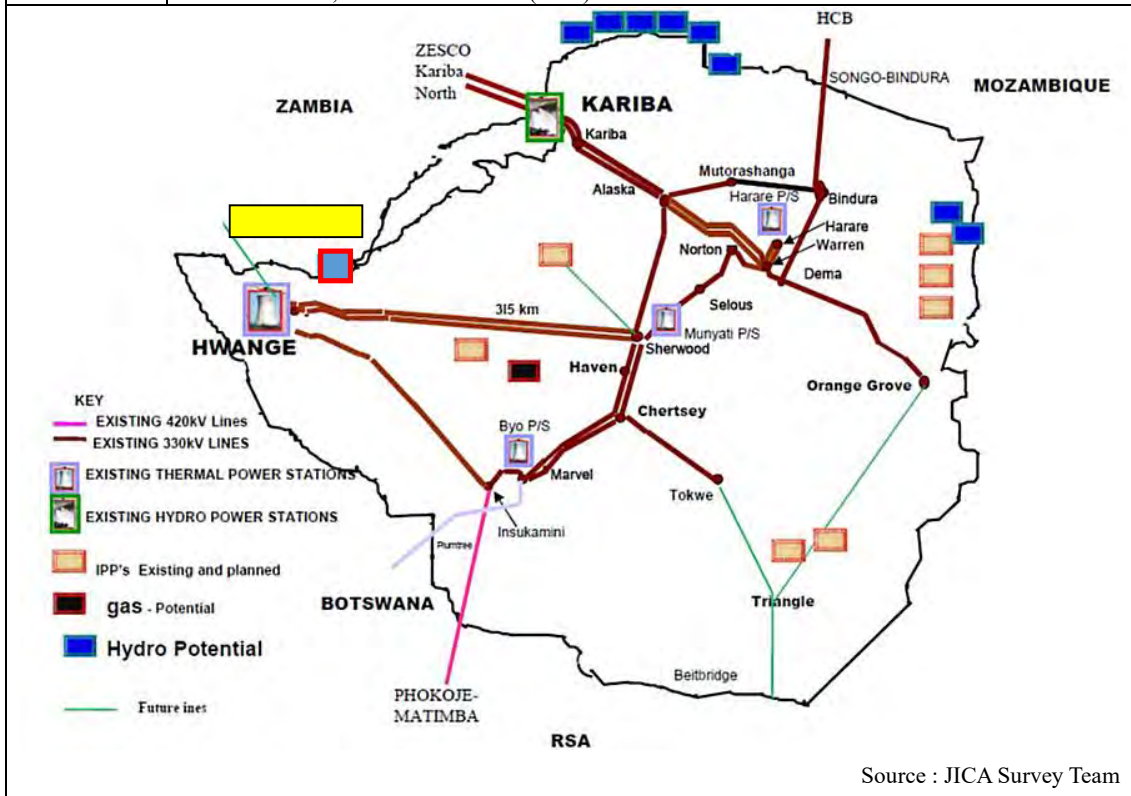 HCB
ZESCO
Kariba
North
SONGO-BINDURA
MOZAMBIQUE
ZAMBIA
KARIBA
Kariba
Mutorashanga
Alaska
Harare P/S
Bindura
Harare
Norton
Warren
Dema
Selous
315 km
Munyati P/S
HWANGE
Sherwood
Haven
Orange Grove
KEY
Chertsey
EXISTING 420kV Lines
EXISTING 330kV LINES
Byo P/S
Marvel
EXISTING THERMAL POWER STATIONS
Tokwe
Insukamini
EXISTING HYDRO POWER STATIONS
Plumtree
IPP's Existing and planned
BOTSWANA
gas - Potential
Triangle
Hydro Potential
Beitbridge
PHOKOJE-
MATIMBA
Future ines
RSA
Source : JICA Survey Team